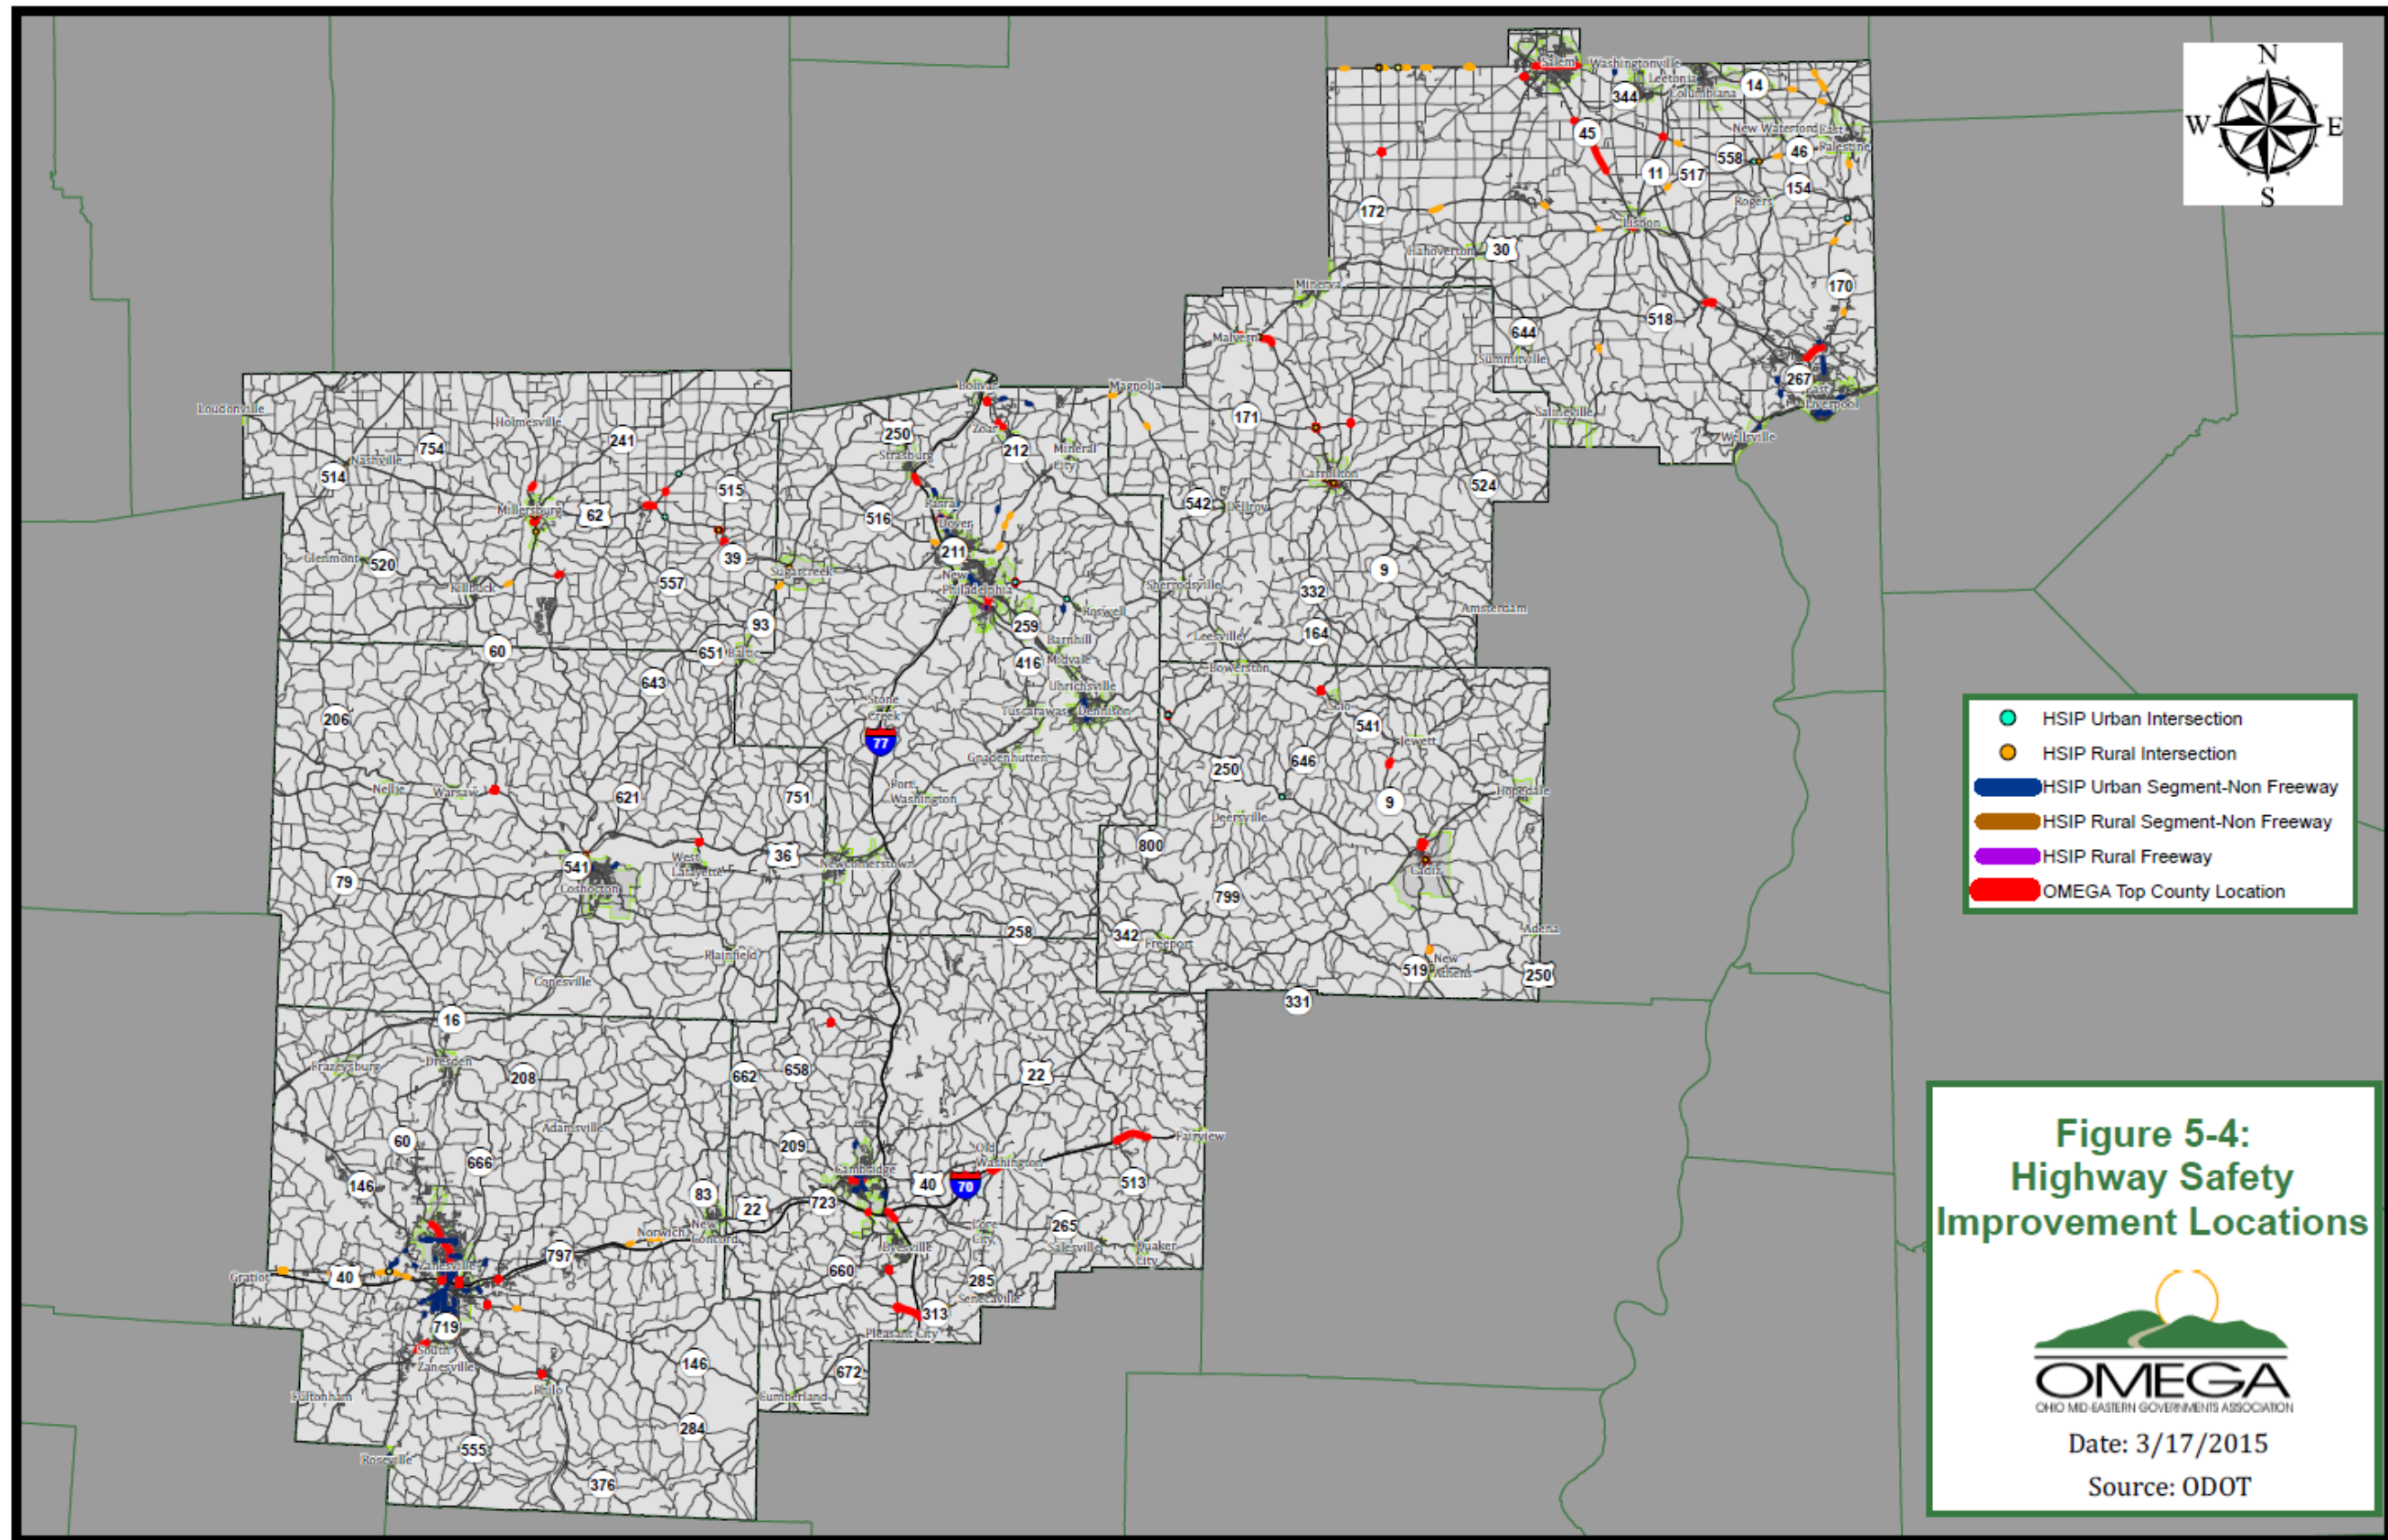 N
W
E
S
Salem
Washingtonville
Leetonia
344
Columbiana
14
45
New Waterford
East
Palestine
46
558
11
517
154
172
Rogers
Lisbon
Hanoverton
30
170
Minerva
518
644
Malvern
Summitville
267
East
Liverpool
Bolivar
Magnolia
Loudonville
Holmesville
171
Salineville
241
250
Zoar
754
Strasburg
212
Mineral
City
Wellsville
Nashville
514
515
Carrollton
524
Millersburg
62
516
Parral
Dover
542
Dellroy
211
39
Glenmont
520
Sugarcreek
9
Killbuck
557
New
Philadelphia
Sherrodsville
332
Roswell
Amsterdam
93
259
Barnhill
Leesville
164
60
651
Baltic
416
Midvale
Bowerston
643
Uhrichsville
Stone
Creek
Tuscarawas
Dennison
Scio
206
541
77
Jewett
Gnadenhutten
646
250
Nellie
Warsaw
621
751
Port
Washington
9
Hopedale
Deersville
36
800
541
West
Lafayette
Newcomerstown
Cadiz
79
Coshocton
799
258
342
Freeport
Adena
Plainfield
519
New
Athens
250
Conesville
331
16
Frazeysburg
Dresden
208
662
658
22
60
Adamsville
209
Old
Washington
Fairview
666
Cambridge
146
40
70
513
83
22
723
Norwich
New
Concord
Lore
City
265
797
Byesville
Salesville
Quaker
City
Gratiot
40
Zanesville
660
285
Senecaville
719
313
Pleasant City
South
Zanesville
146
672
Fultonham
Philo
Cumberland
284
555
Roseville
376
HSIP Urban Intersection
HSIP Rural Intersection
HSIP Urban Segment-Non Freeway
HSIP Rural Segment-Non Freeway
HSIP Rural Freeway
OMEGA Top County Location
Figure 5-4:
Highway Safety
Improvement Locations
OMEGA
OHIO MID-EASTERN GOVERNMENTS ASSOCIATION
Date: 3/17/2015
Source: ODOT